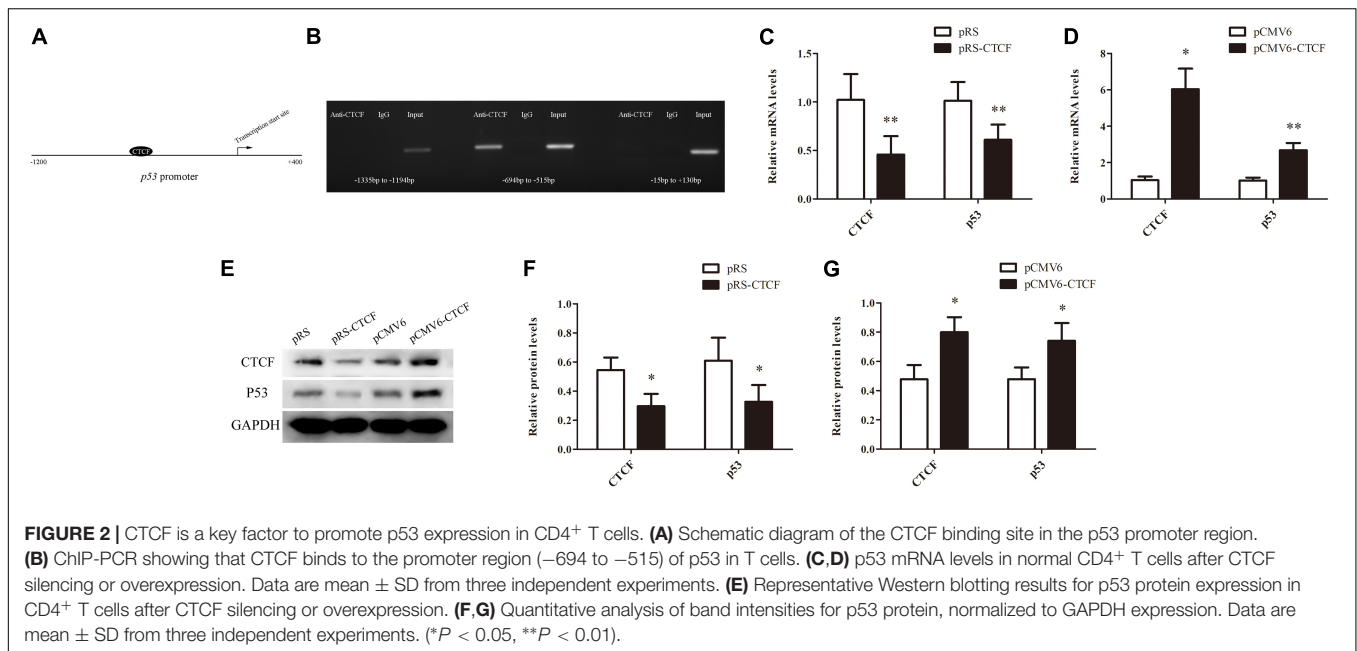 A
CTCF
Transcription start site
-1200
+400
p53 promoter
B
Anti-CTCF IgG Input Anti-CTCF IgG Input Anti-CTCF IgG Input
-1335bp to -1194bp -694bp to -515bp -15bp to +130bp
C
pRS
pRS-CTCF
Relative mRNA levels
1.5
1.0
0.5
0.0
**
**
CTCF
p53
D
pCMV6
pCMV6-CTCF
Relative mRNA levels
8
6
4
2
0
*
**
CTCF
p53
E
pRS pRS-CTCF pCMV6 pCMV6-CTCF
CTCF
P53
GAPDH
F
pRS
pRS-CTCF
Relative protein levels
1.0
0.8
0.6
0.4
0.2
0.0
*
*
CTCF
p53
G
pCMV6
pCMV6-CTCF
Relative protein levels
1.0
0.8
0.6
0.4
0.2
0.0
*
*
CTCF
p53
FIGURE 2 | CTCF is a key factor to promote p53 expression in CD4+ T cells. (A) Schematic diagram of the CTCF binding site in the p53 promoter region.
(B) ChIP-PCR showing that CTCF binds to the promoter region (−694 to −515) of p53 in T cells. (C,D) p53 mRNA levels in normal CD4+ T cells after CTCF
silencing or overexpression. Data are mean ± SD from three independent experiments. (E) Representative Western blotting results for p53 protein expression in
CD4+ T cells after CTCF silencing or overexpression. (F,G) Quantitative analysis of band intensities for p53 protein, normalized to GAPDH expression. Data are
mean ± SD from three independent experiments. (*P < 0.05, **P < 0.01).